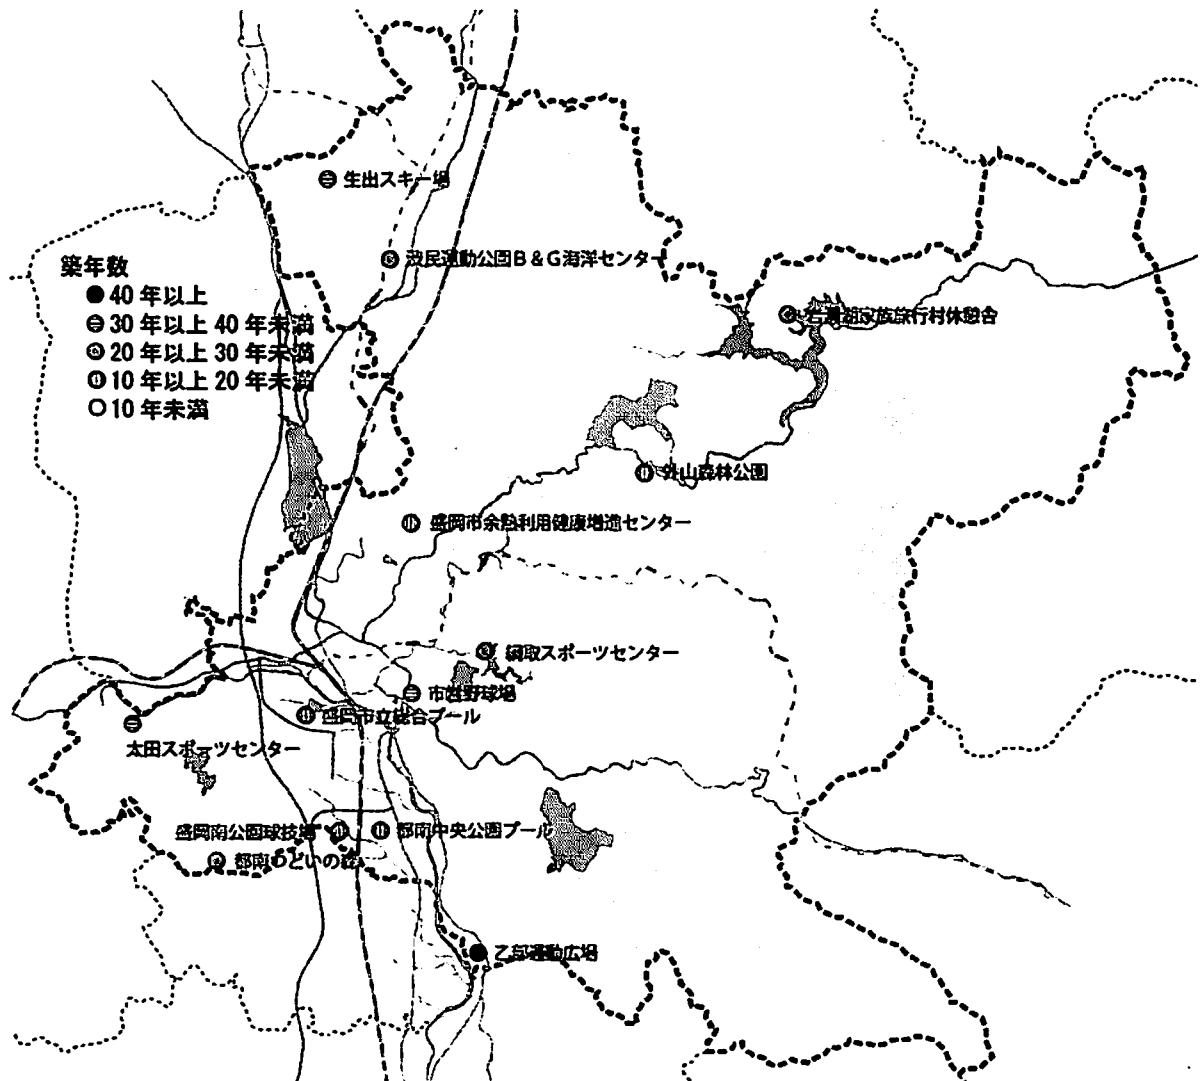 生出スキー場
渋民運動公園B＆G海洋センター
築年数
40年以上
30年以上40年未満
20年以上30年未満
10年以上20年未満
10年未満
岩洞湖家族旅行村休憩舎
外山森林公園
盛岡市余熱利用健康増進センター
綱取スポーツセンター
市営野球場
盛岡市立総合プール
太田スポーツセンター
盛岡南公園球技場
都南中央公園プール
都南つどいの森
乙部運動広場